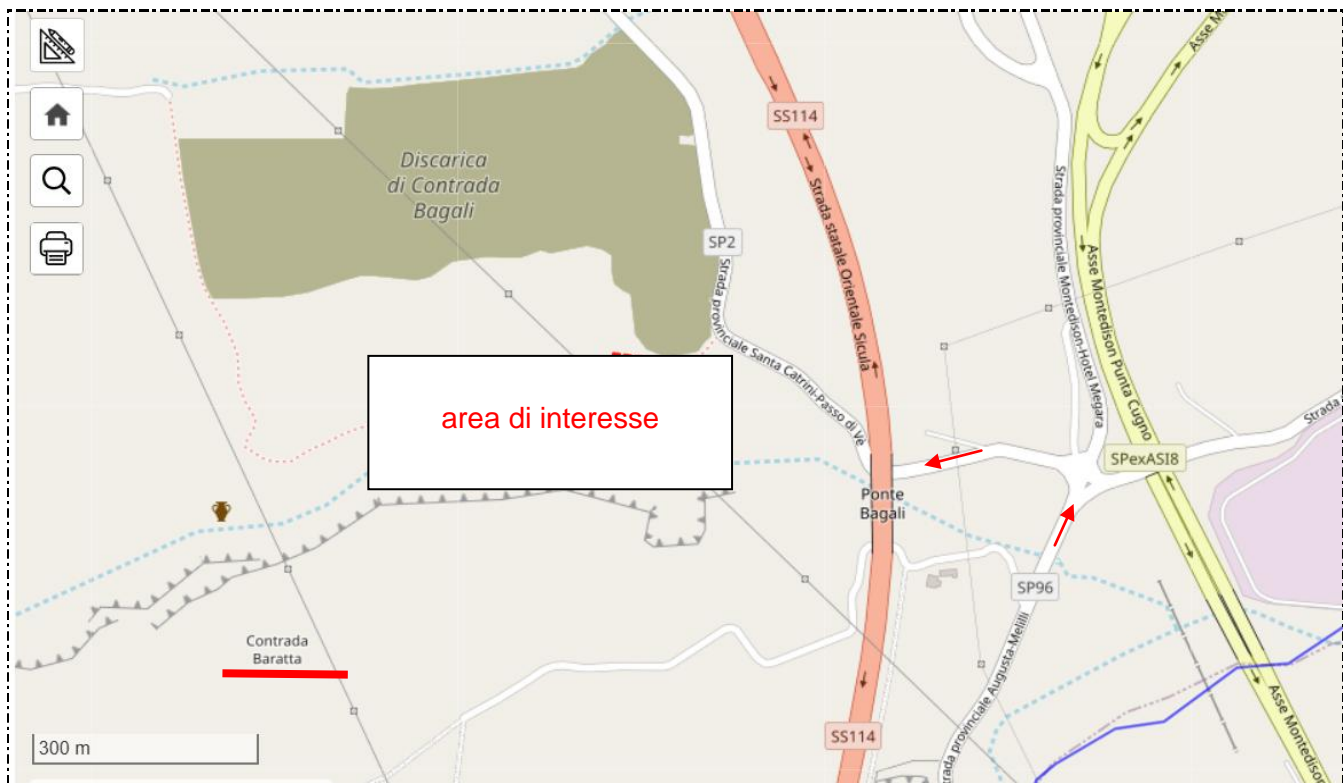 Asse M
SS114
Discarica
di Contrada
Bagali
SP2
Strada statale Orientale Sicula
Strada provinciale Montedison-Hotel Megara
Asse Montedison Punta Cugno
Strada provinciale Santa Catrini-Passo di Vè
area di interesse
Strada
SPexASI8
Ponte
Bagali
SP96
Contrada
Baratta
provinciale Augusta-Melilli
Asse Montedison
SS114
300 m